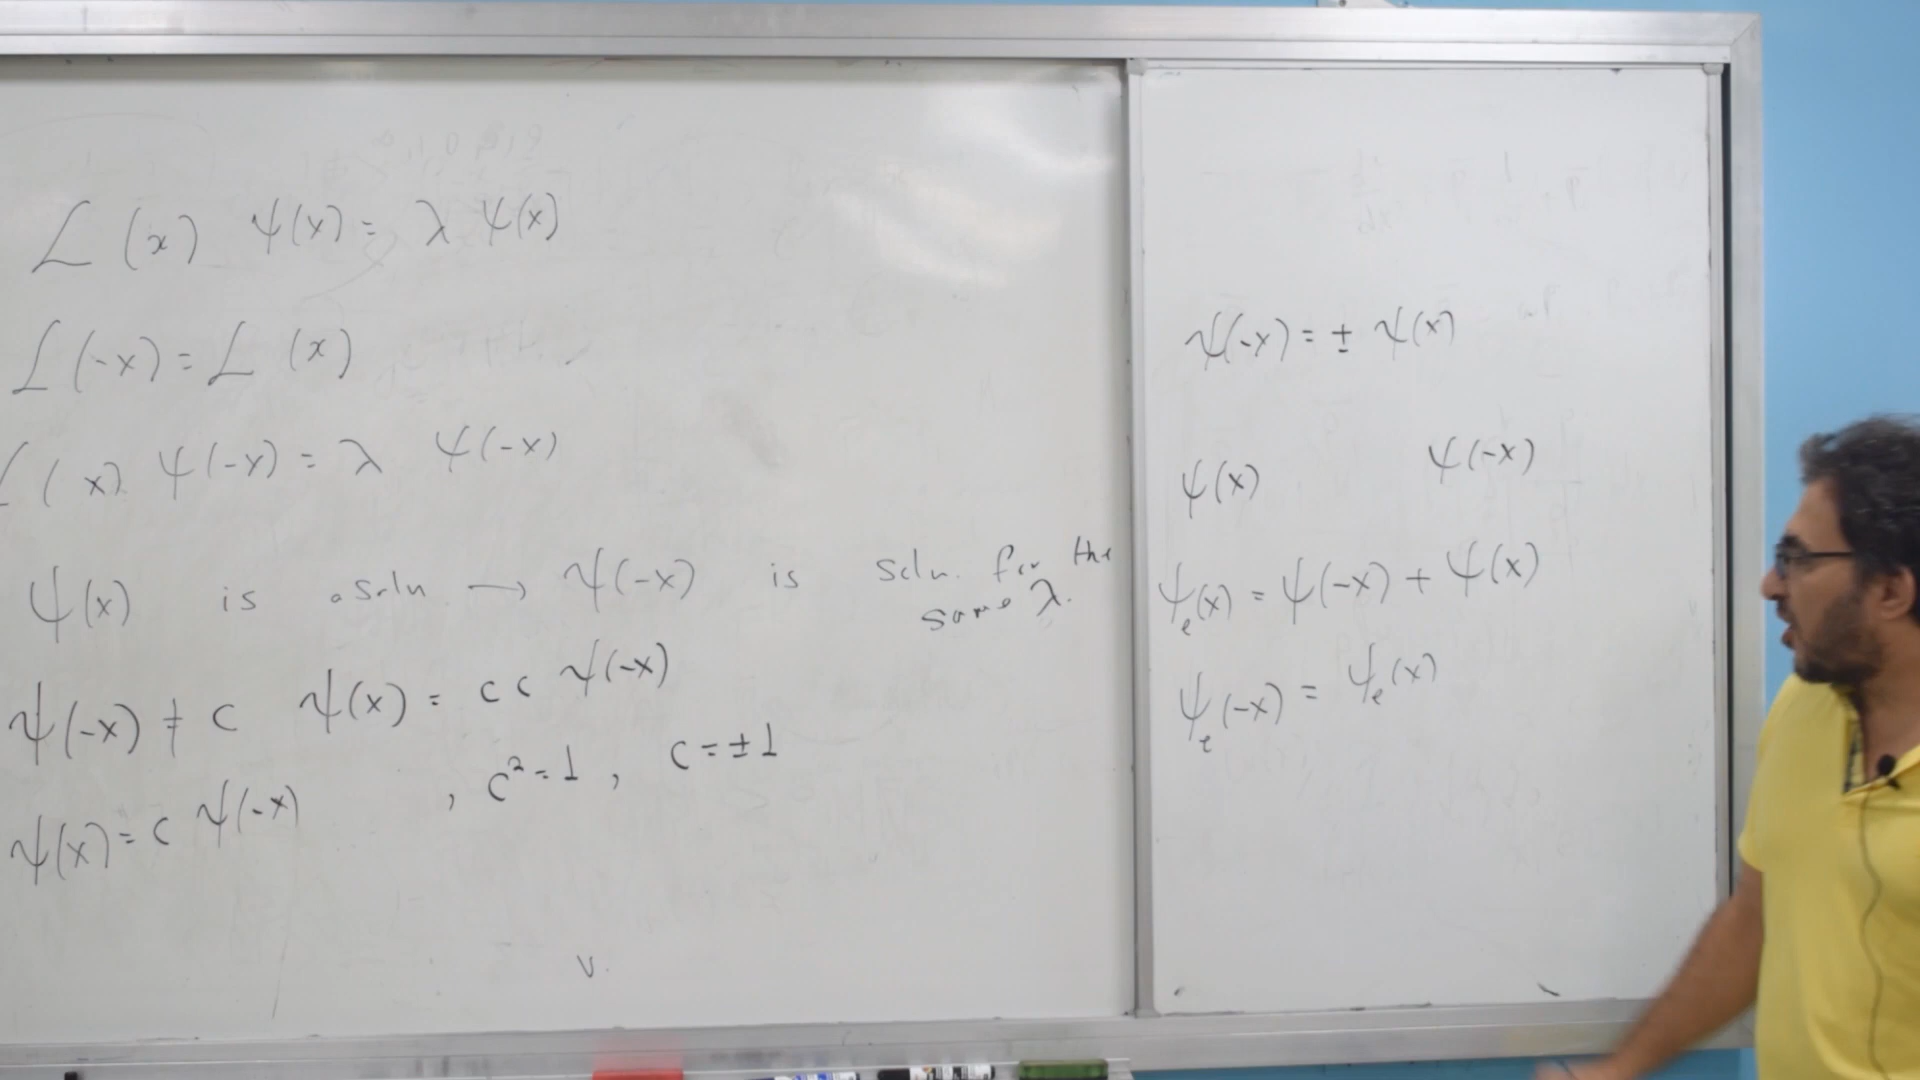 ℒ(x) ψ(x) = λ ψ(x)
ℒ(-x) = ℒ(x)
ℒ(x) ψ(-x) = λ ψ(-x)
ψ(x) is a soln → ψ(-x) is soln. for the
same λ.
ψ(-x) ≠ c ψ(x) = c c ψ(-x)
ψ(x) = c ψ(-x) , c² = 1 , c = ± 1
v.
ψ(-x) = ± ψ(x)
ψ(x) ψ(-x)
ψₑ(x) = ψ(-x) + ψ(x)
ψₑ(-x) = ψₑ(x)